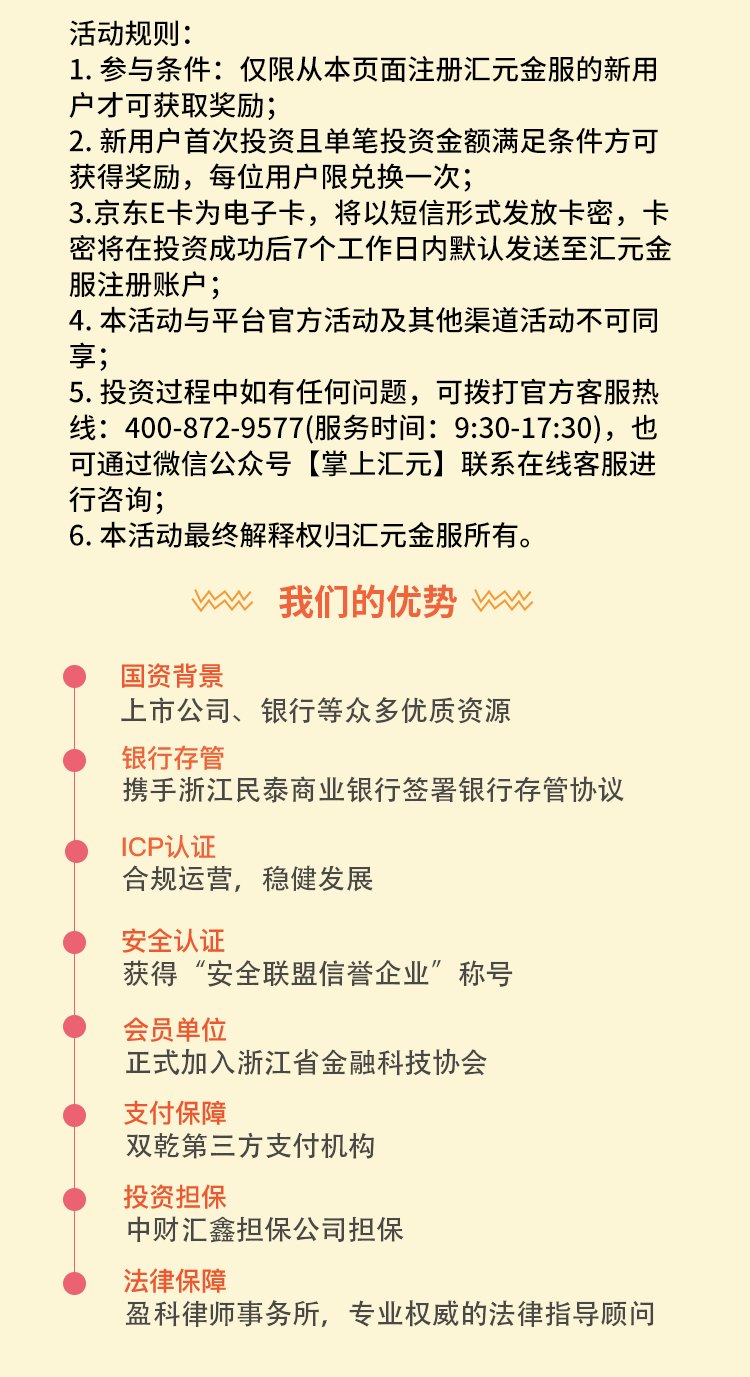 活动规则：
1. 参与条件：仅限从本页面注册汇元金服的新用
户才可获取奖励；
2. 新用户首次投资且单笔投资金额满足条件方可
获得奖励，每位用户限兑换一次；
3.京东E卡为电子卡，将以短信形式发放卡密，卡
密将在投资成功后7个工作日内默认发送至汇元金
服注册账户；
4. 本活动与平台官方活动及其他渠道活动不可同
享；
5. 投资过程中如有任何问题，可拨打官方客服热
线：400-872-9577(服务时间：9:30-17:30)，也
可通过微信公众号【掌上汇元】联系在线客服进
行咨询；
6. 本活动最终解释权归汇元金服所有。
我们的优势
国资背景
上市公司、银行等众多优质资源
银行存管
携手浙江民泰商业银行签署银行存管协议
ICP认证
合规运营，稳健发展
安全认证
获得“安全联盟信誉企业”称号
会员单位
正式加入浙江省金融科技协会
支付保障
双乾第三方支付机构
投资担保
中财汇鑫担保公司担保
法律保障
盈科律师事务所，专业权威的法律指导顾问